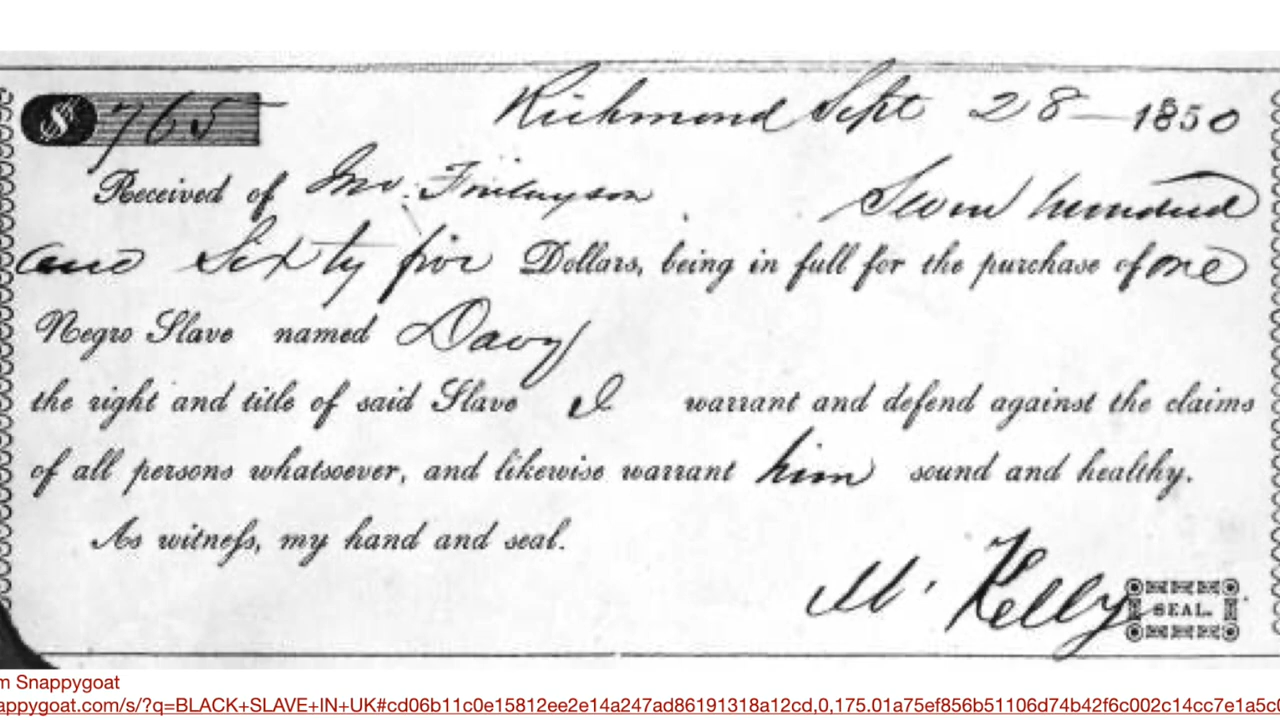 $ 765 Richmond Sept 28 — 1850
Received of Jno. Finlayson Seven hundred
and Sixty five Dollars, being in full for the purchase of one
Negro Slave named Davy
the right and title of said Slave I warrant and defend against the claims
of all persons whatsoever, and likewise warrant him sound and healthy.
As witneſs, my hand and seal.
M. Kelly SEAL.
m Snappygoat
appygoat.com/s/?q=BLACK+SLAVE+IN+UK#cd06b11c0e15812ee2e14a247ad86191318a12cd,0,175.01a75ef856b51106d74b42f6c002c14cc7e1a5c